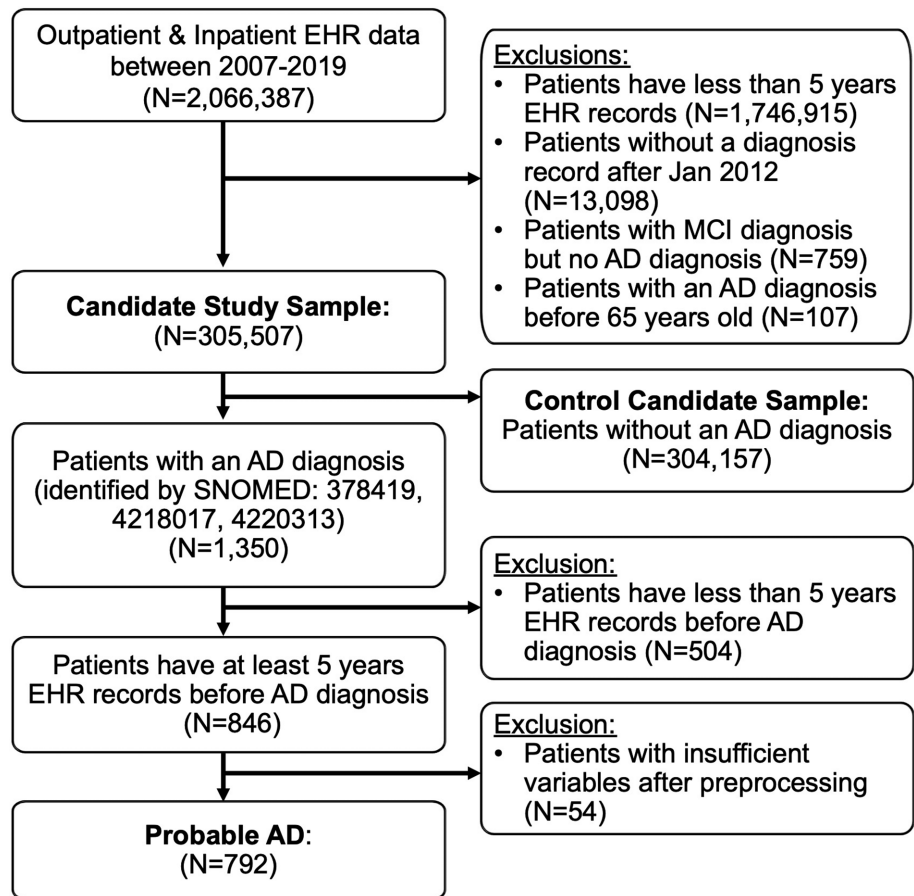 Outpatient & Inpatient EHR data
between 2007-2019
(N=2,066,387)
Exclusions:
• Patients have less than 5 years
EHR records (N=1,746,915)
• Patients without a diagnosis
record after Jan 2012
(N=13,098)
• Patients with MCI diagnosis
but no AD diagnosis (N=759)
• Patients with an AD diagnosis
before 65 years old (N=107)
Candidate Study Sample:
(N=305,507)
Control Candidate Sample:
Patients without an AD diagnosis
(N=304,157)
Patients with an AD diagnosis
(identified by SNOMED: 378419,
4218017, 4220313)
(N=1,350)
Exclusion:
• Patients have less than 5 years
EHR records before AD
diagnosis (N=504)
Patients have at least 5 years
EHR records before AD diagnosis
(N=846)
Exclusion:
• Patients with insufficient
variables after preprocessing
(N=54)
Probable AD:
(N=792)